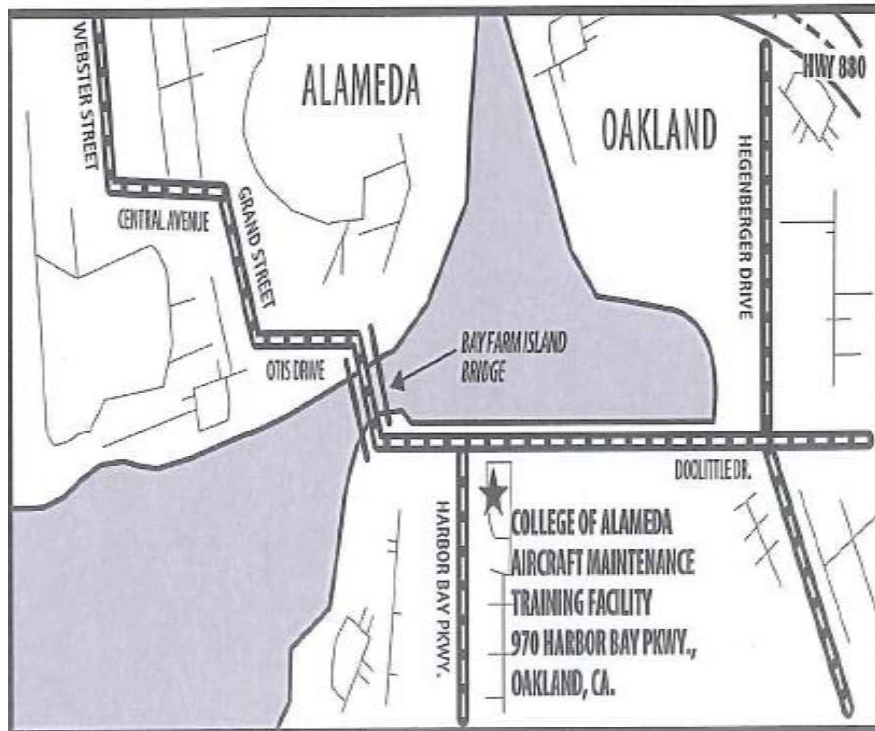 WEBSTER STREET
ALAMEDA
OAKLAND
HWY 880
HEGENBERGER DRIVE
CENTRAL AVENUE
GRAND STREET
OTIS DRIVE
BAY FARM ISLAND
BRIDGE
DOOLITTLE DR.
HARBOR BAY PKWY.
COLLEGE OF ALAMEDA
AIRCRAFT MAINTENANCE
TRAINING FACILITY
970 HARBOR BAY PKWY.,
OAKLAND, CA.